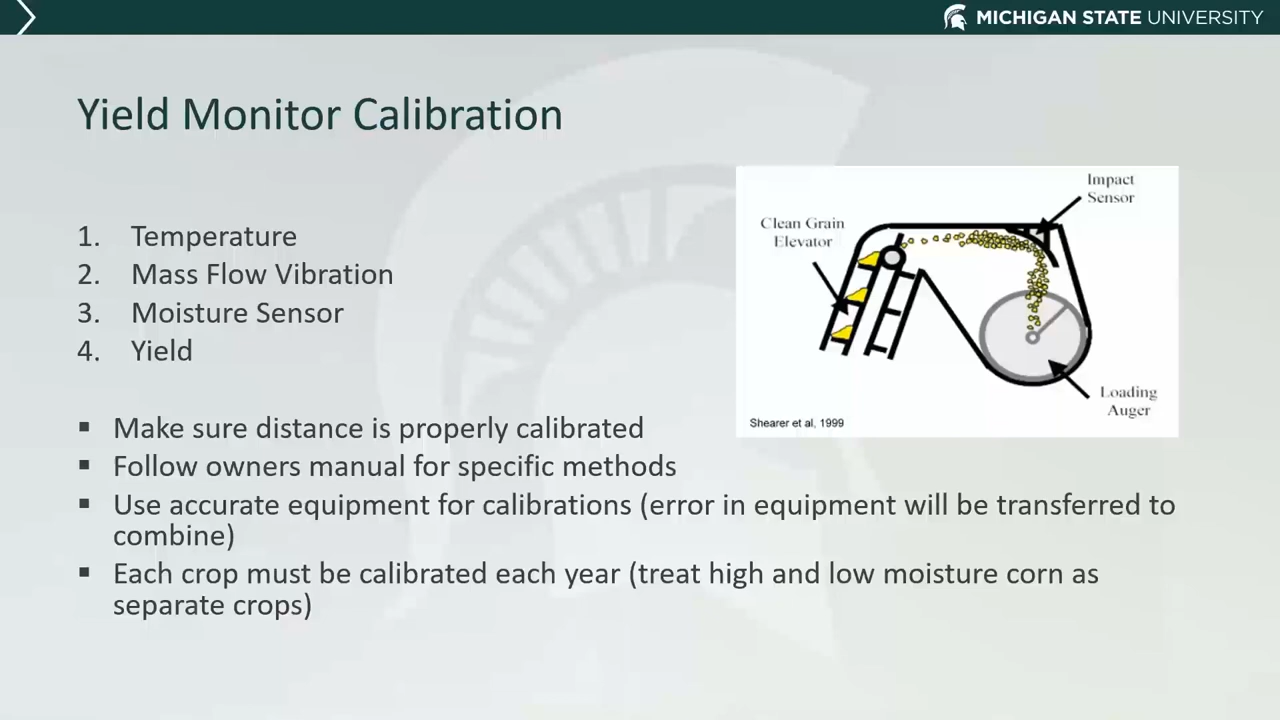 MICHIGAN STATE UNIVERSITY
Yield Monitor Calibration
1. Temperature
2. Mass Flow Vibration
3. Moisture Sensor
4. Yield
Impact
Sensor
Clean Grain
Elevator
Loading
Auger
Shearer et al, 1999
▪ Make sure distance is properly calibrated
▪ Follow owners manual for specific methods
▪ Use accurate equipment for calibrations (error in equipment will be transferred to
combine)
▪ Each crop must be calibrated each year (treat high and low moisture corn as
separate crops)